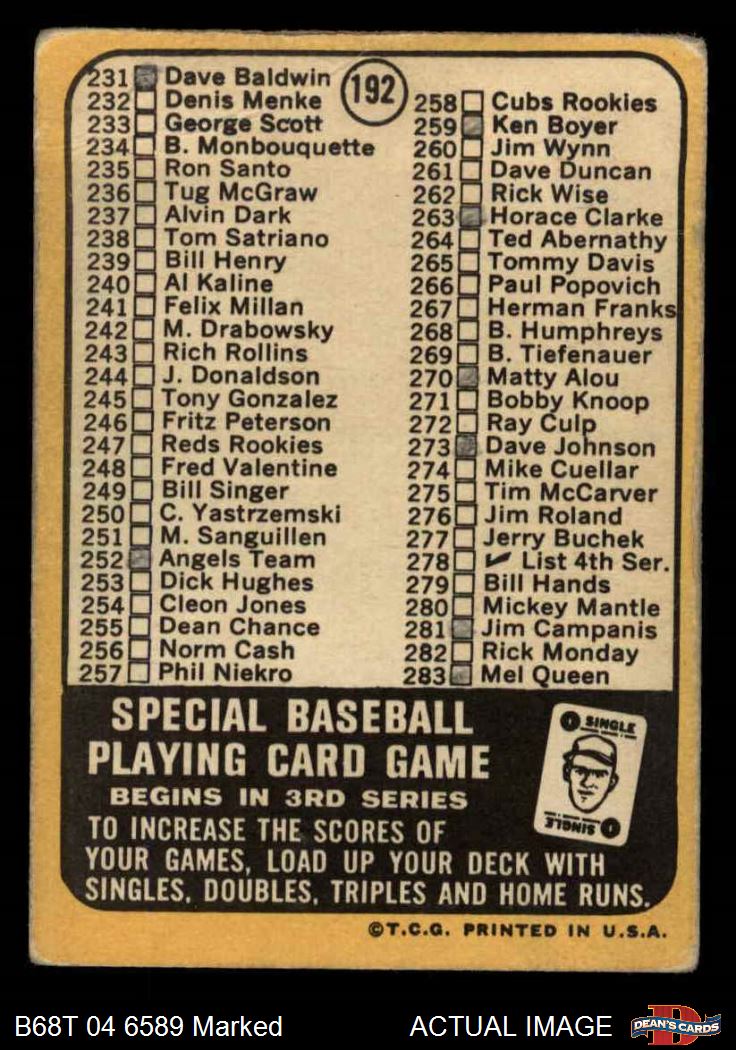 192
231 Dave Baldwin
232 Denis Menke
233 George Scott
234 B. Monbouquette
235 Ron Santo
236 Tug McGraw
237 Alvin Dark
238 Tom Satriano
239 Bill Henry
240 Al Kaline
241 Felix Millan
242 M. Drabowsky
243 Rich Rollins
244 J. Donaldson
245 Tony Gonzalez
246 Fritz Peterson
247 Reds Rookies
248 Fred Valentine
249 Bill Singer
250 C. Yastrzemski
251 M. Sanguillen
252 Angels Team
253 Dick Hughes
254 Cleon Jones
255 Dean Chance
256 Norm Cash
257 Phil Niekro
258 Cubs Rookies
259 Ken Boyer
260 Jim Wynn
261 Dave Duncan
262 Rick Wise
263 Horace Clarke
264 Ted Abernathy
265 Tommy Davis
266 Paul Popovich
267 Herman Franks
268 B. Humphreys
269 B. Tiefenauer
270 Matty Alou
271 Bobby Knoop
272 Ray Culp
273 Dave Johnson
274 Mike Cuellar
275 Tim McCarver
276 Jim Roland
277 Jerry Buchek
278 ✔ List 4th Ser.
279 Bill Hands
280 Mickey Mantle
281 Jim Campanis
282 Rick Monday
283 Mel Queen
SPECIAL BASEBALL
PLAYING CARD GAME
BEGINS IN 3RD SERIES
TO INCREASE THE SCORES OF
YOUR GAMES, LOAD UP YOUR DECK WITH
SINGLES, DOUBLES, TRIPLES AND HOME RUNS.
SINGLE
SINGLE
©T.C.G. PRINTED IN U.S.A.
B68T 04 6589 Marked
ACTUAL IMAGE
DEAN'S CARDS